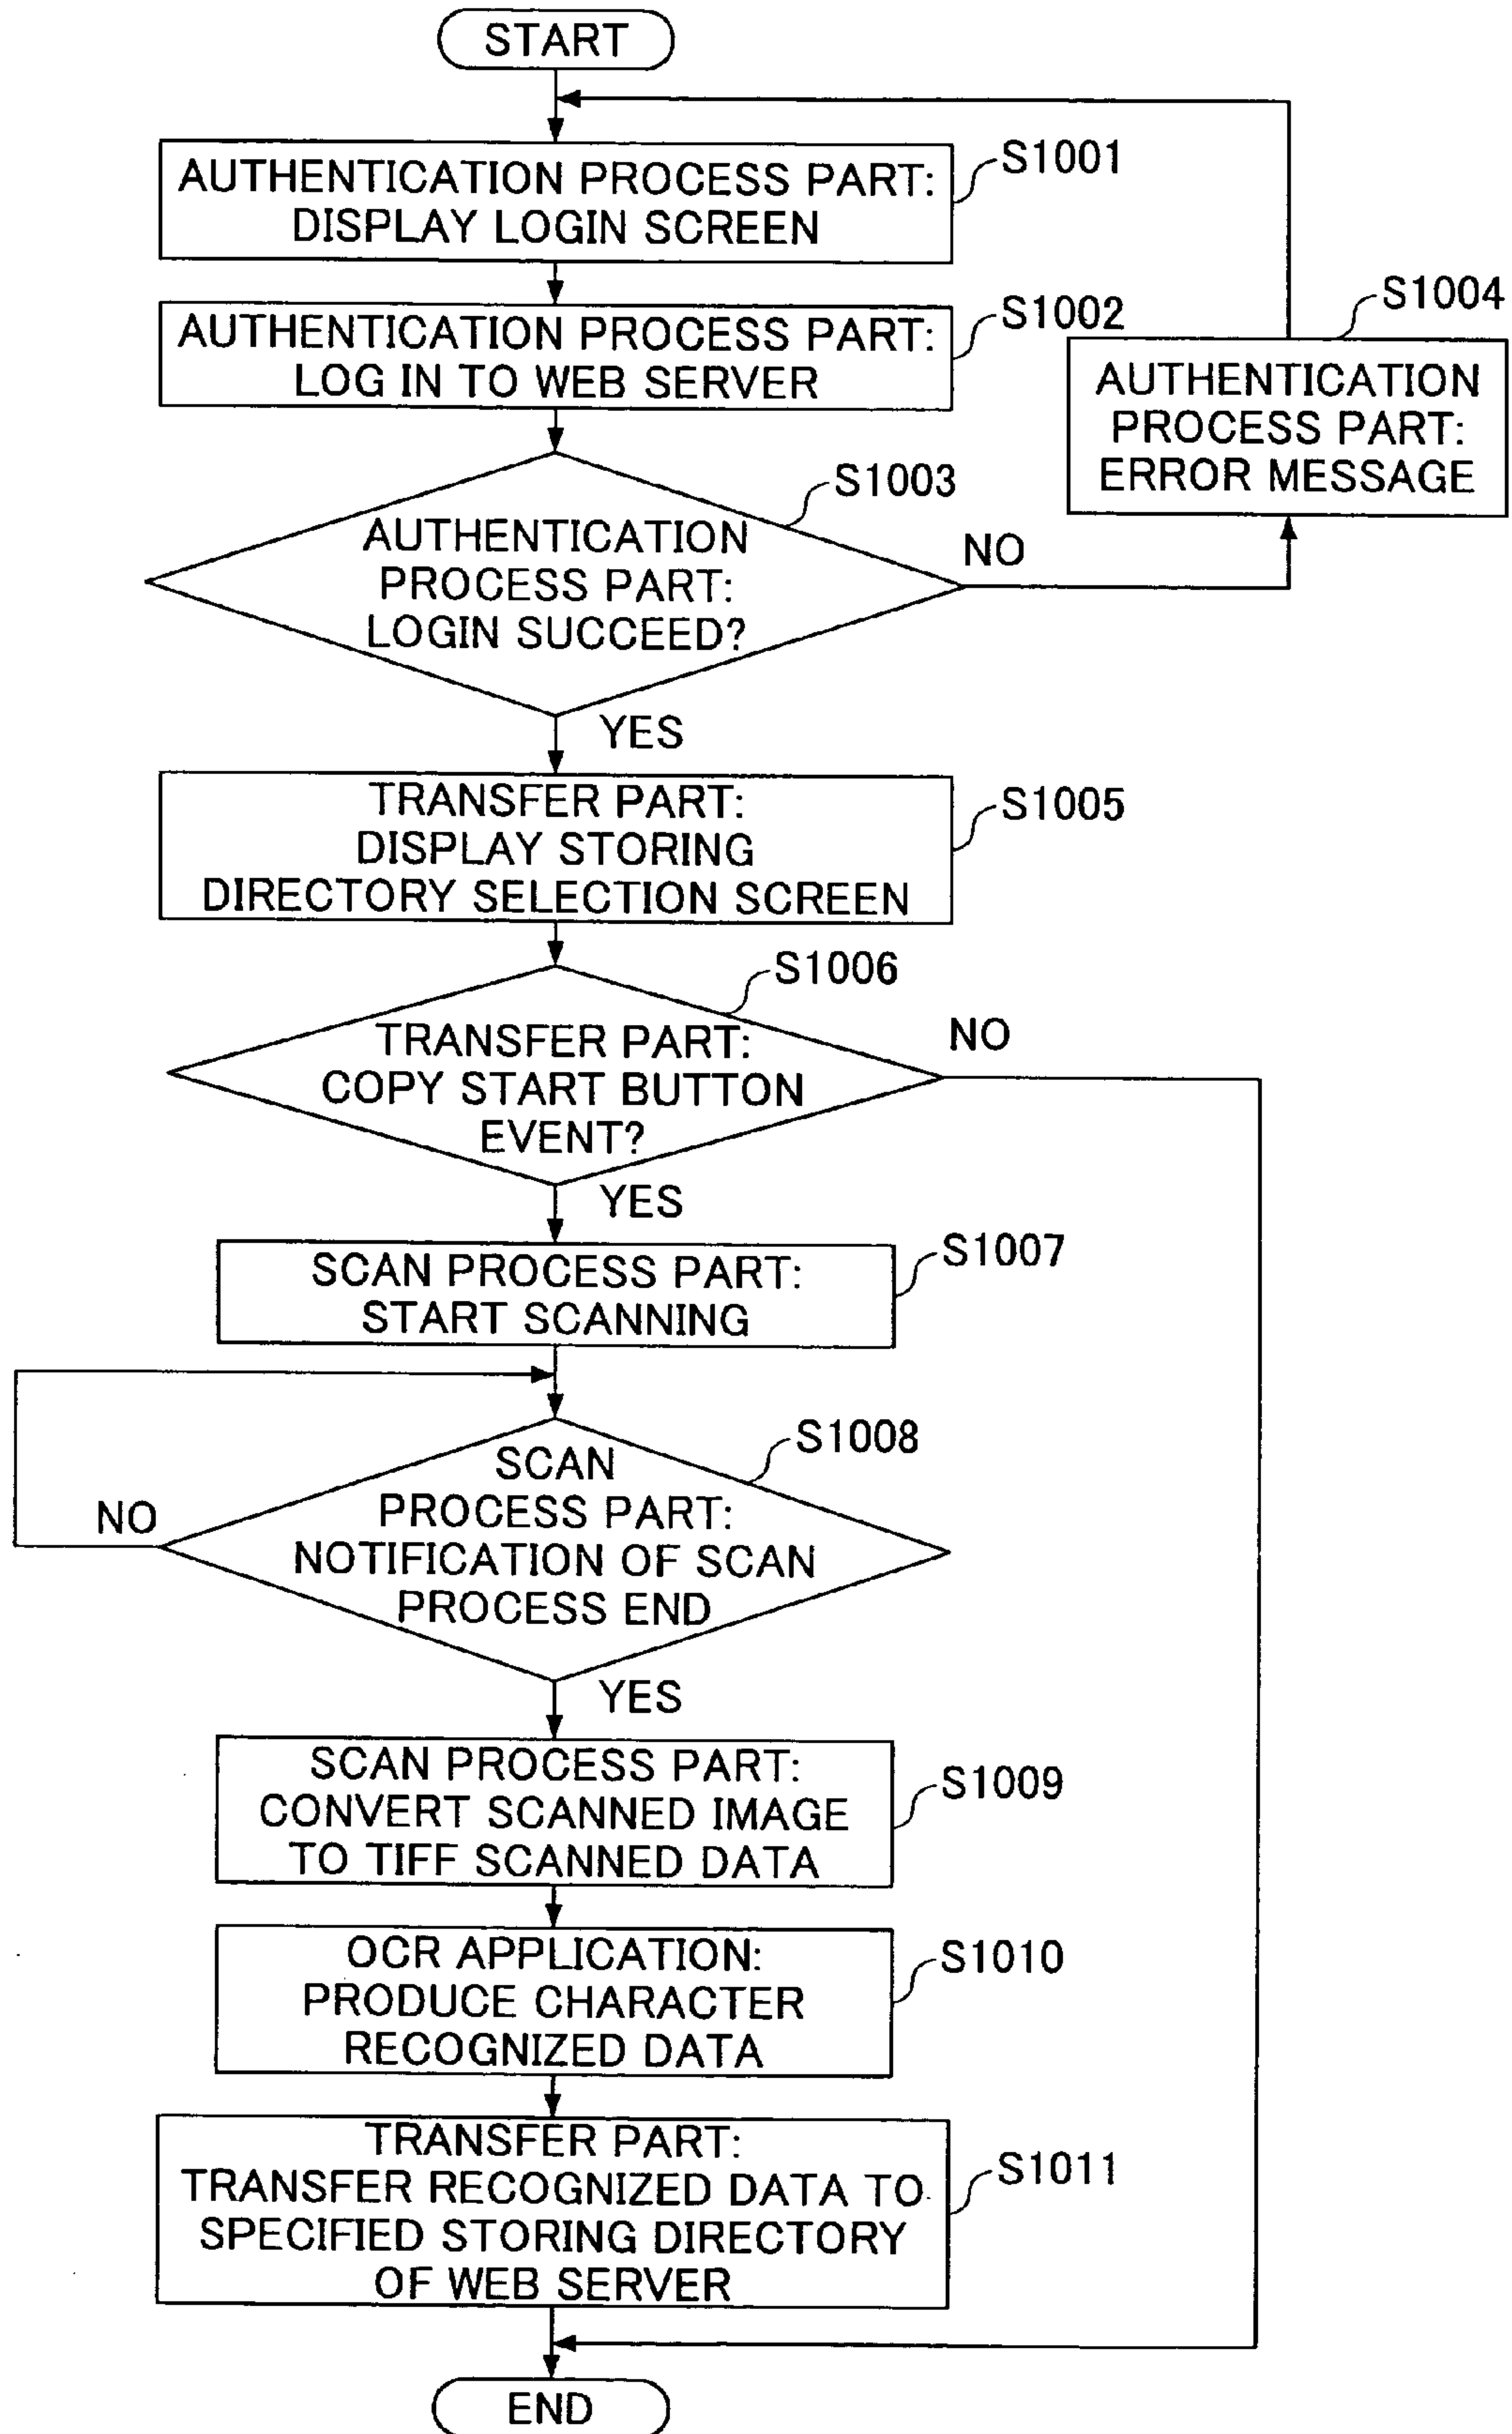 START
AUTHENTICATION PROCESS PART:
DISPLAY LOGIN SCREEN
S1001
AUTHENTICATION PROCESS PART:
LOG IN TO WEB SERVER
S1002
S1004
AUTHENTICATION
PROCESS PART:
ERROR MESSAGE
S1003
AUTHENTICATION
PROCESS PART:
LOGIN SUCCEED?
NO
YES
TRANSFER PART:
DISPLAY STORING
DIRECTORY SELECTION SCREEN
S1005
S1006
TRANSFER PART:
COPY START BUTTON
EVENT?
NO
YES
SCAN PROCESS PART:
START SCANNING
S1007
S1008
SCAN
PROCESS PART:
NOTIFICATION OF SCAN
PROCESS END
NO
YES
SCAN PROCESS PART:
CONVERT SCANNED IMAGE
TO TIFF SCANNED DATA
S1009
OCR APPLICATION:
PRODUCE CHARACTER
RECOGNIZED DATA
S1010
TRANSFER PART:
TRANSFER RECOGNIZED DATA TO
SPECIFIED STORING DIRECTORY
OF WEB SERVER
S1011
END